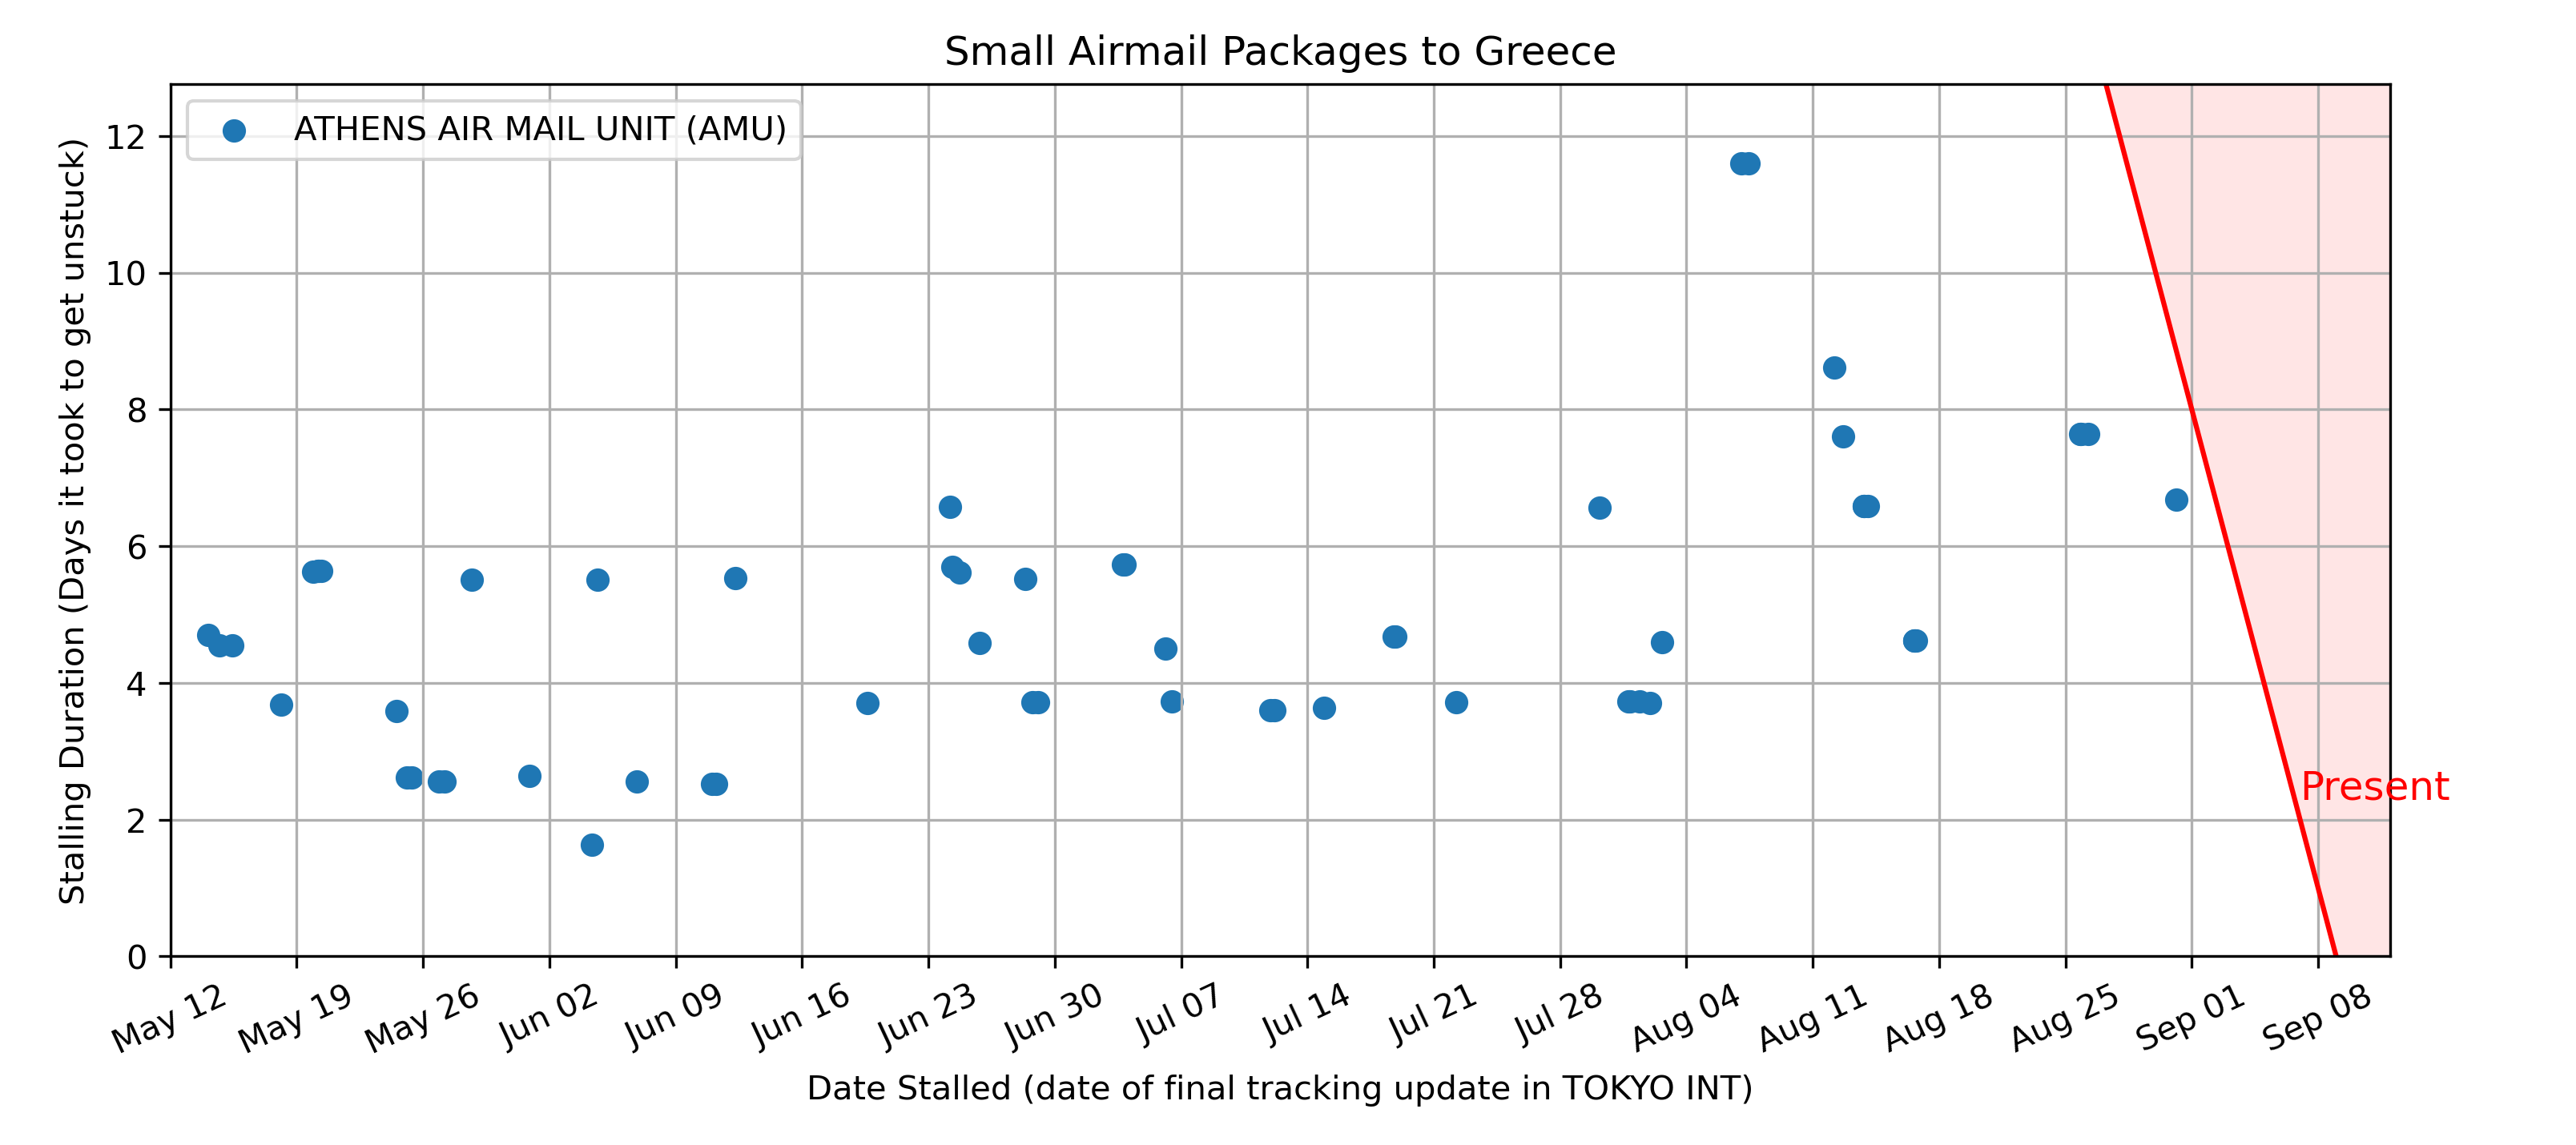 Small Airmail Packages to Greece
ATHENS AIR MAIL UNIT (AMU)
Stalling Duration (Days it took to get unstuck)
12
10
8
6
4
2
0
Present
May 12
May 19
May 26
Jun 02
Jun 09
Jun 16
Jun 23
Jun 30
Jul 07
Jul 14
Jul 21
Jul 28
Aug 04
Aug 11
Aug 18
Aug 25
Sep 01
Sep 08
Date Stalled (date of final tracking update in TOKYO INT)